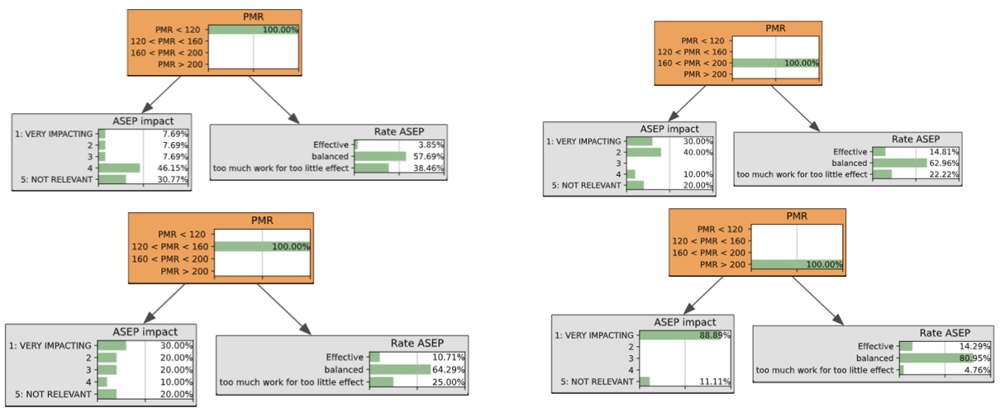 PMR
PMR < 120 100.00%
120 < PMR < 160
160 < PMR < 200
PMR > 200
ASEP impact
1: VERY IMPACTING 7.69%
2 7.69%
3 7.69%
4 46.15%
5: NOT RELEVANT 30.77%
Rate ASEP
Effective 3.85%
balanced 57.69%
too much work for too little effect 38.46%
PMR
PMR < 120
120 < PMR < 160
160 < PMR < 200 100.00%
PMR > 200
ASEP impact
1: VERY IMPACTING 30.00%
2 40.00%
3
4 10.00%
5: NOT RELEVANT 20.00%
Rate ASEP
Effective 14.81%
balanced 62.96%
too much work for too little effect 22.22%
PMR
PMR < 120
120 < PMR < 160 100.00%
160 < PMR < 200
PMR > 200
ASEP impact
1: VERY IMPACTING 30.00%
2 20.00%
3 20.00%
4 10.00%
5: NOT RELEVANT 20.00%
Rate ASEP
Effective 10.71%
balanced 64.29%
too much work for too little effect 25.00%
PMR
PMR < 120
120 < PMR < 160
160 < PMR < 200
PMR > 200 100.00%
ASEP impact
1: VERY IMPACTING 88.89%
2
3
4
5: NOT RELEVANT 11.11%
Rate ASEP
Effective 14.29%
balanced 80.95%
too much work for too little effect 4.76%